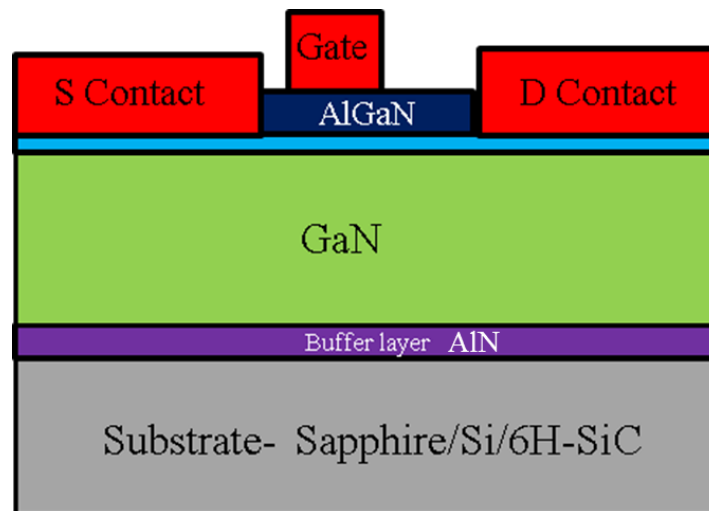 Gate
S Contact
D Contact
AlGaN
GaN
Buffer layer AlN
Substrate- Sapphire/Si/6H-SiC